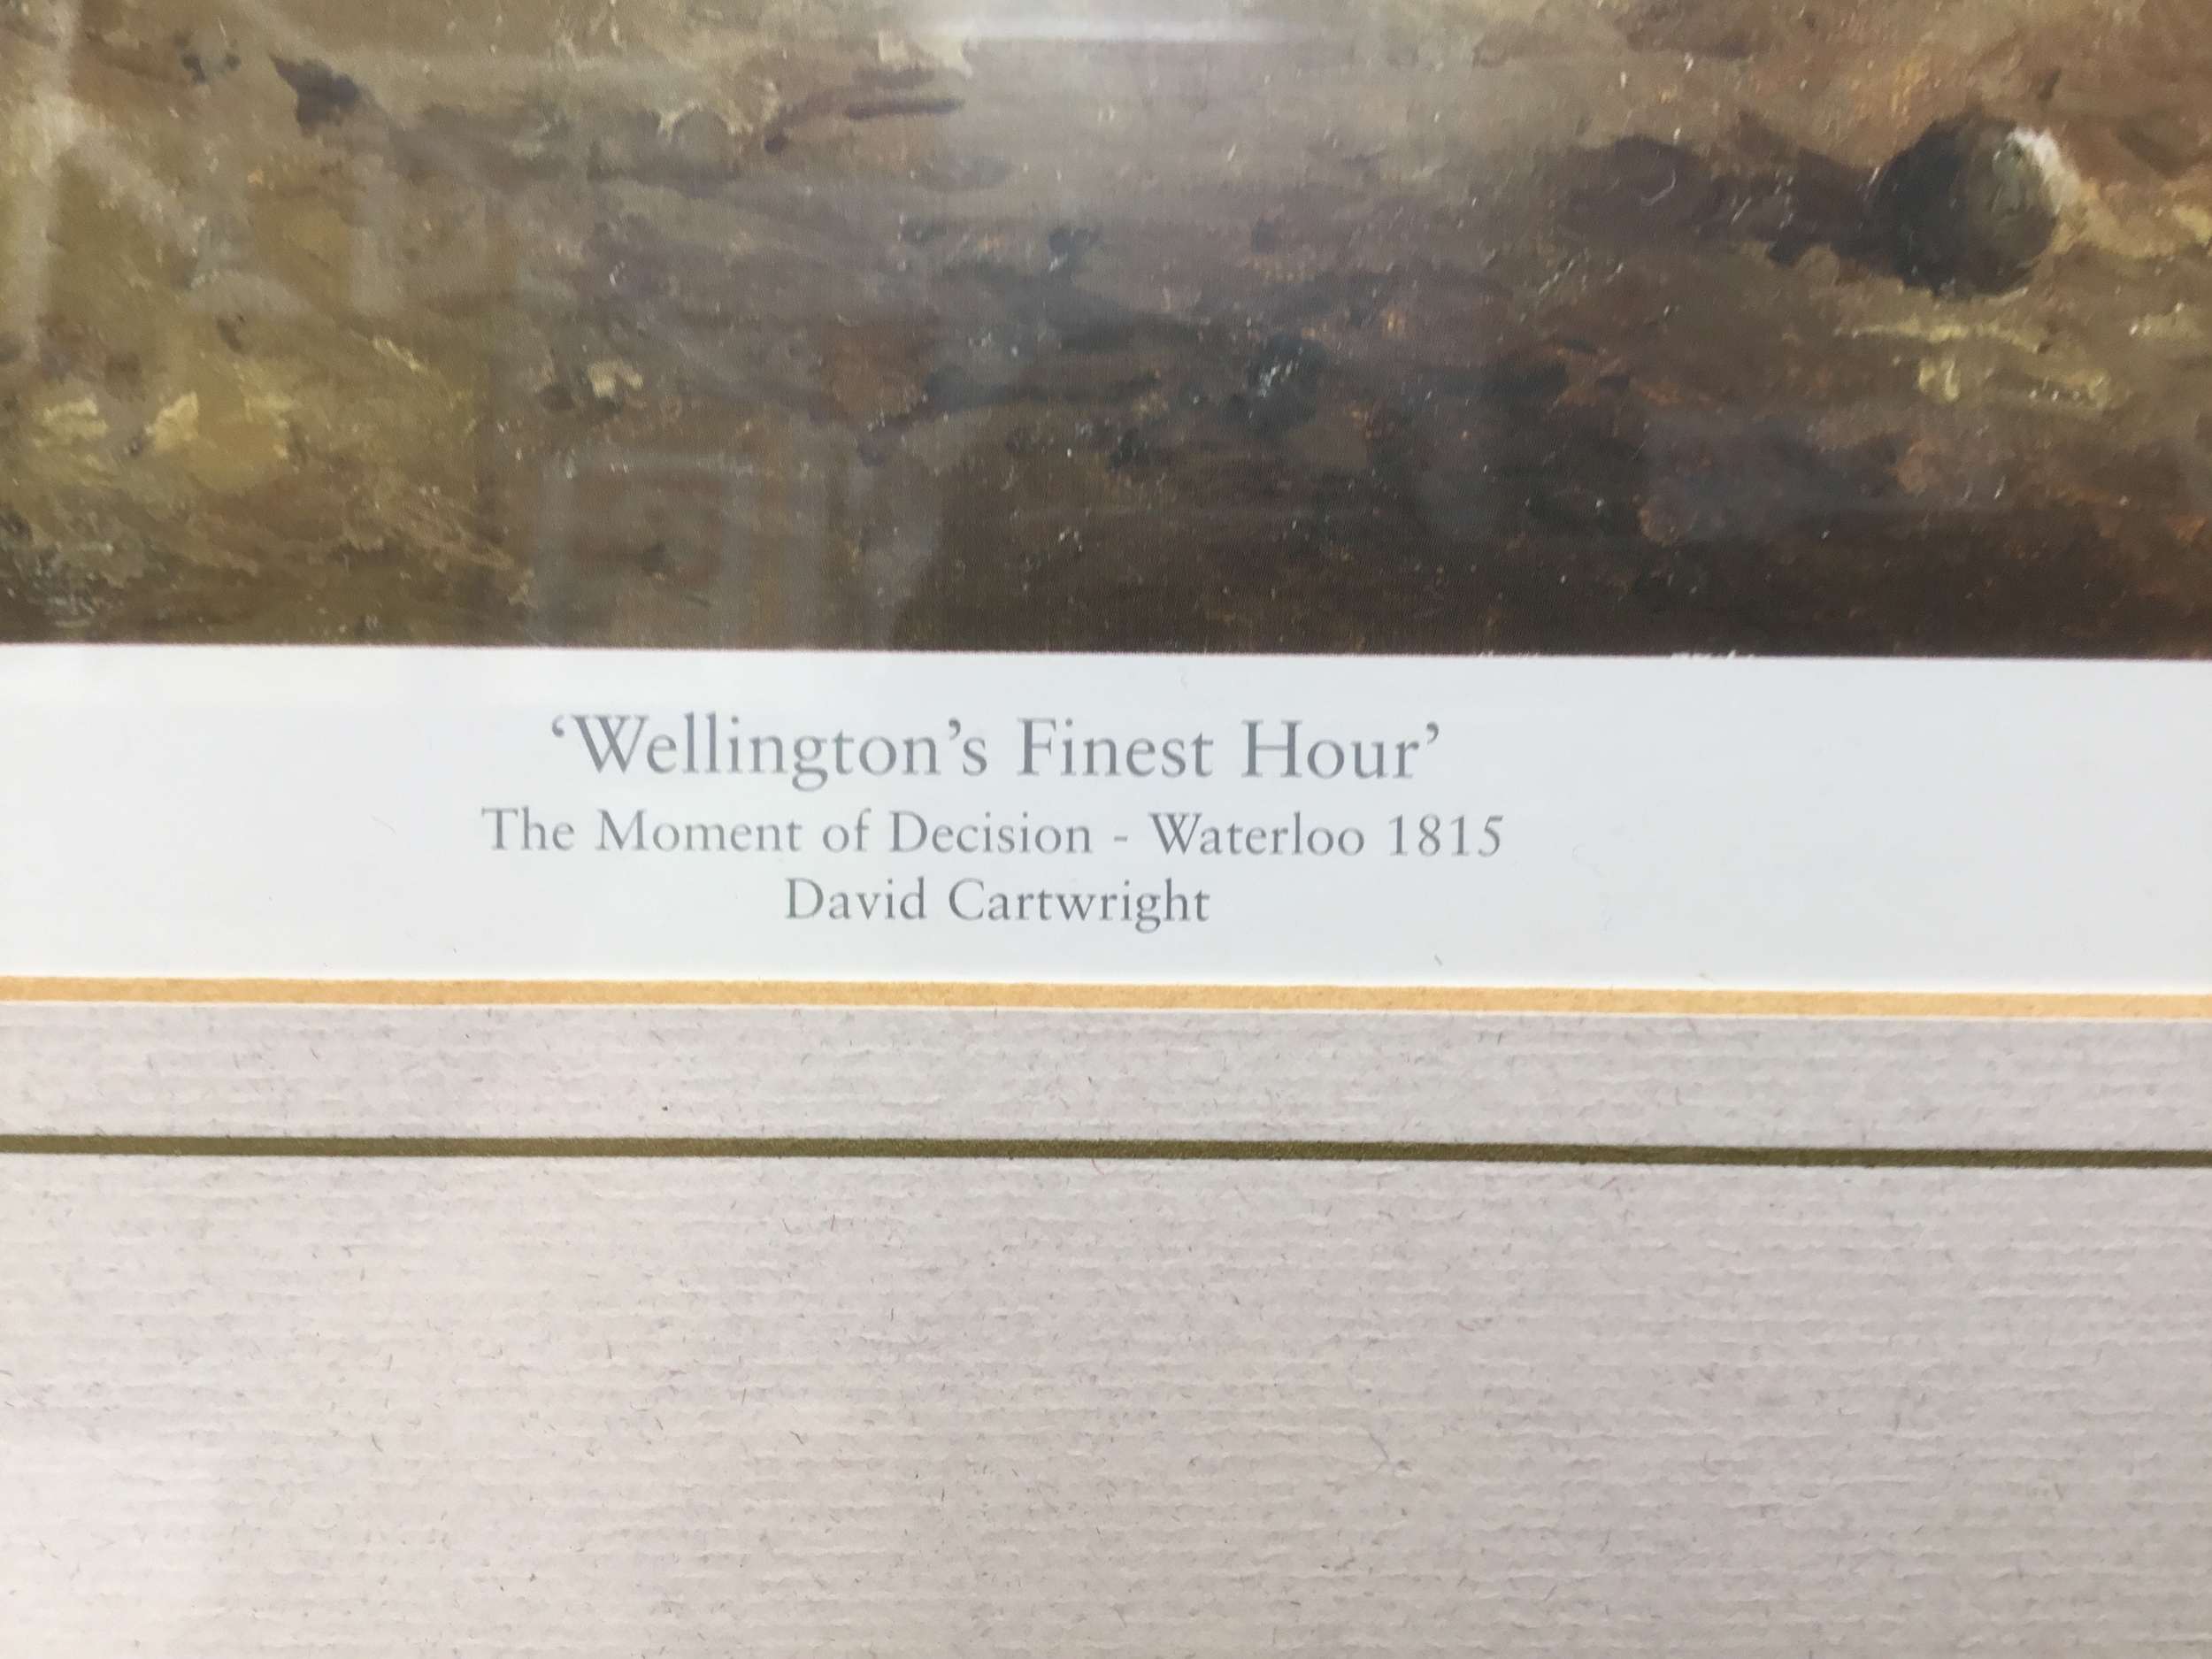 ‘Wellington’s Finest Hour’
The Moment of Decision - Waterloo 1815
David Cartwright